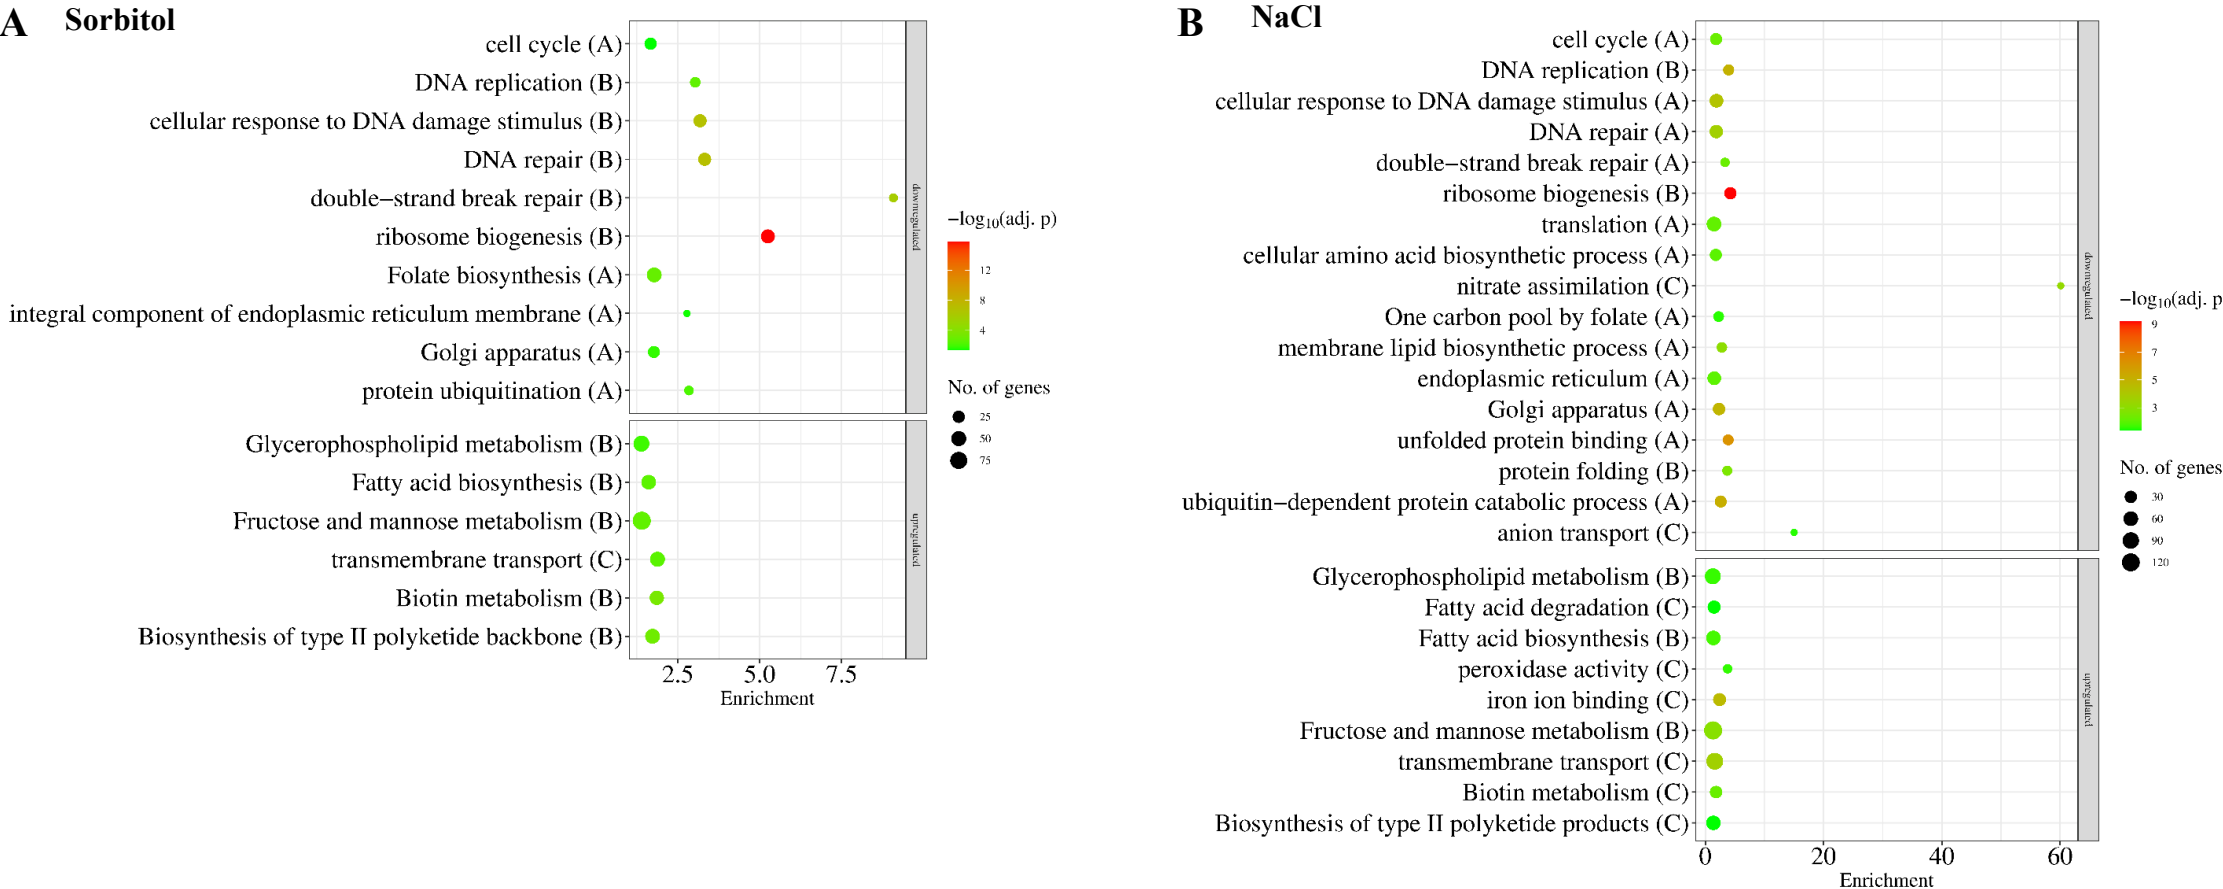 A Sorbitol
cell cycle (A)
DNA replication (B)
cellular response to DNA damage stimulus (B)
DNA repair (B)
double−strand break repair (B)
ribosome biogenesis (B)
Folate biosynthesis (A)
integral component of endoplasmic reticulum membrane (A)
Golgi apparatus (A)
protein ubiquitination (A)
downregulated
Glycerophospholipid metabolism (B)
Fatty acid biosynthesis (B)
Fructose and mannose metabolism (B)
transmembrane transport (C)
Biotin metabolism (B)
Biosynthesis of type II polyketide backbone (B)
upregulated
2.5 5.0 7.5
Enrichment
−log10(adj. p)
12
8
4
No. of genes
25
50
75
B NaCl
cell cycle (A)
DNA replication (B)
cellular response to DNA damage stimulus (A)
DNA repair (A)
double−strand break repair (A)
ribosome biogenesis (B)
translation (A)
cellular amino acid biosynthetic process (A)
nitrate assimilation (C)
One carbon pool by folate (A)
membrane lipid biosynthetic process (A)
endoplasmic reticulum (A)
Golgi apparatus (A)
unfolded protein binding (A)
protein folding (B)
ubiquitin−dependent protein catabolic process (A)
anion transport (C)
downregulated
Glycerophospholipid metabolism (B)
Fatty acid degradation (C)
Fatty acid biosynthesis (B)
peroxidase activity (C)
iron ion binding (C)
Fructose and mannose metabolism (B)
transmembrane transport (C)
Biotin metabolism (C)
Biosynthesis of type II polyketide products (C)
upregulated
0 20 40 60
Enrichment
−log10(adj. p
9
7
5
3
No. of genes
30
60
90
120